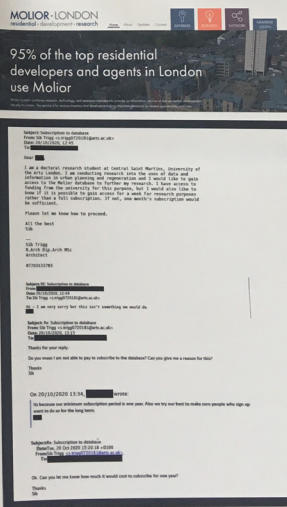 MOLIOR LONDON
residential · development · research
Home
95% of the top residential
developers and agents in London
use Molior
Subject: Subscription to database
From: Sib Trigg
Date: 20/10/2020, 12:45
To:
Dear
I am a doctoral research student at Central Saint Martins, University of
the Arts London. I am conducting research into the uses of data and
information in urban planning and regeneration and I would like to gain
access to the Molior database to further my research. I have access to
funding from the university for this purpose, but I would also like to
know if it is possible to gain access for a week for research purposes
rather than a full subscription. If not, one month's subscription would
be sufficient.
Please let me know how to proceed.
All the best
Sib
Sib Trigg
Architect
Subject: RE: Subscription to database
From:
To: Sib Trigg
Hi - I am very sorry but this isn't something we would do
Subject: Re: Subscription to database
From: Sib Trigg
Date: 20/10/2020, 13:13
To:
Thanks for your reply.
Do you mean I am not able to pay to subscribe to the database? Can you give me a reason for this?
Thanks
Sib
On 20/10/2020 13:34, wrote:
its because our minimum subscription period is one year. Also we try our best to make sure people who sign up
want to do so for the long term.
Subject: Re: Subscription to database
Date: Tue, 20 Oct 2020 15:20:18 +0100
From: Sib Trigg
To:
Ok. Can you let me know how much it would cost to subscribe for one year?
Thanks
Sib